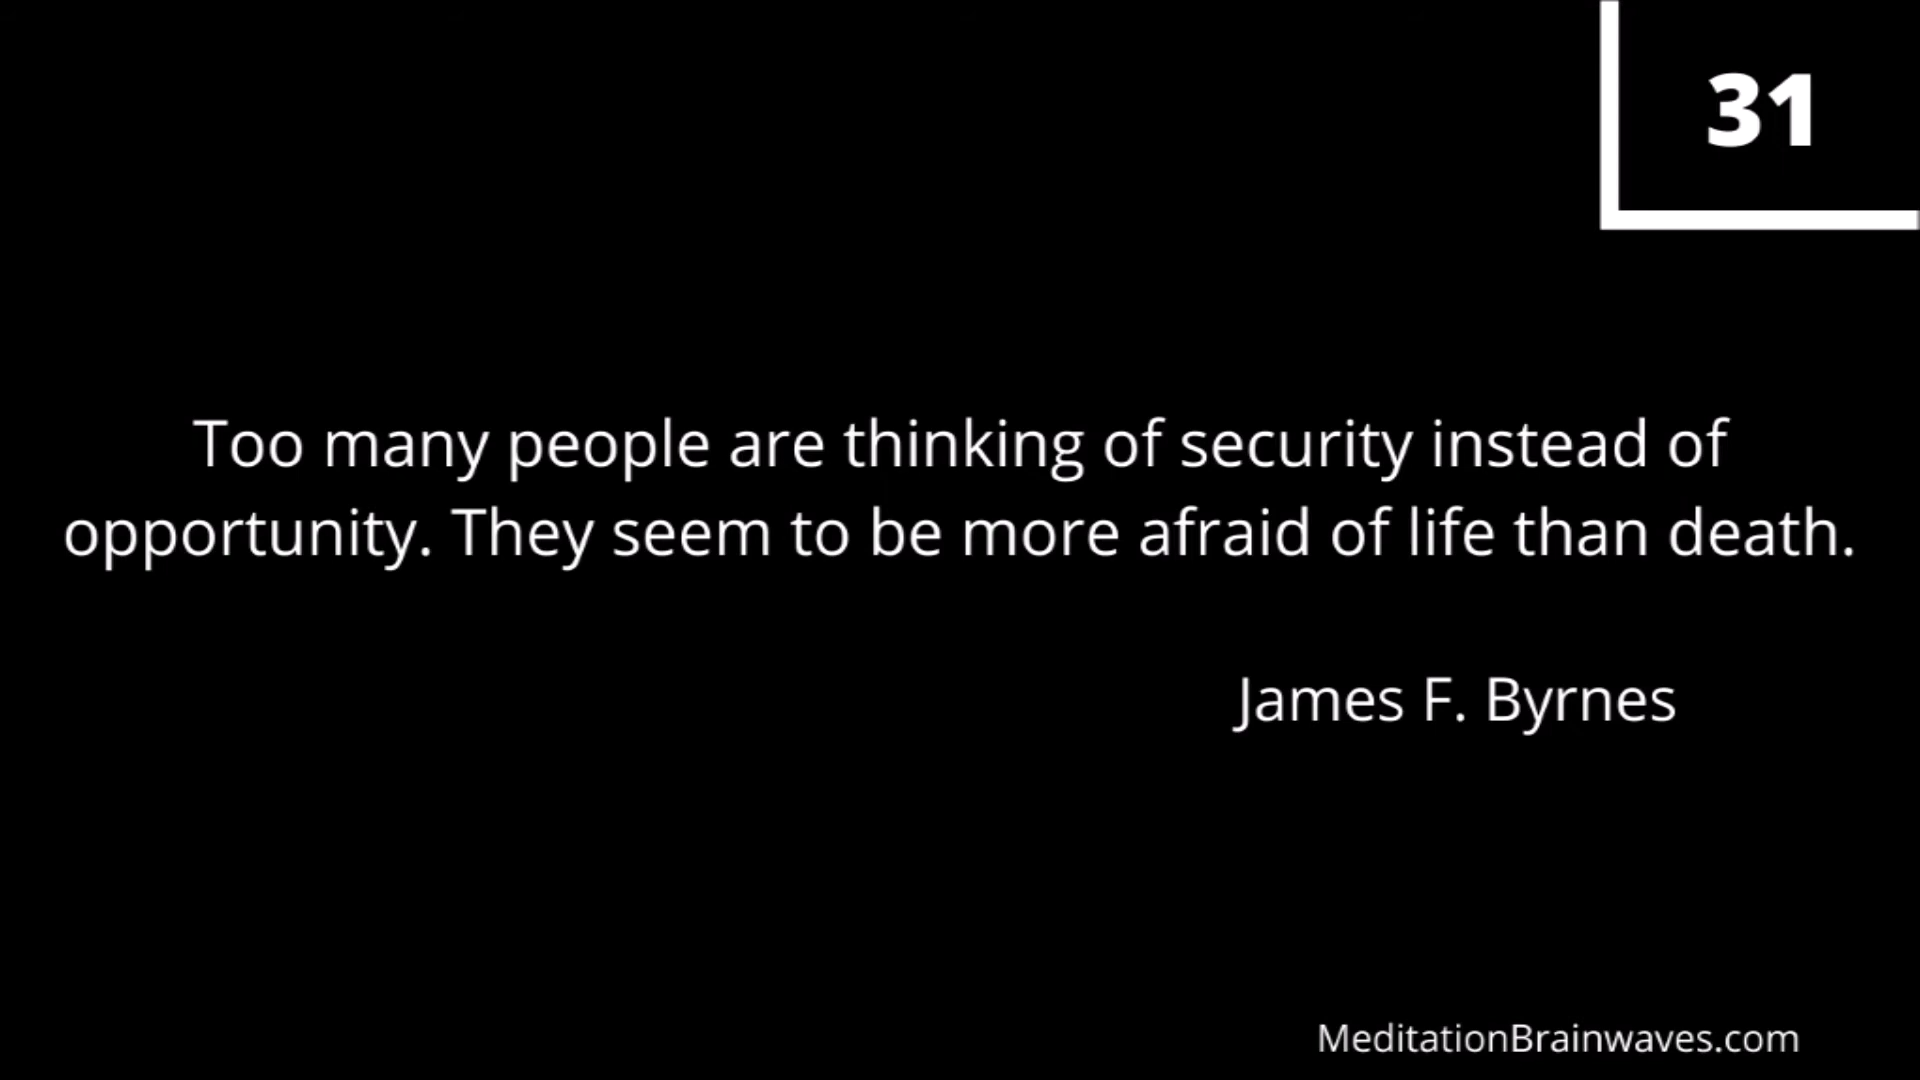 31
Too many people are thinking of security instead of
opportunity. They seem to be more afraid of life than death.
James F. Byrnes
MeditationBrainwaves.com